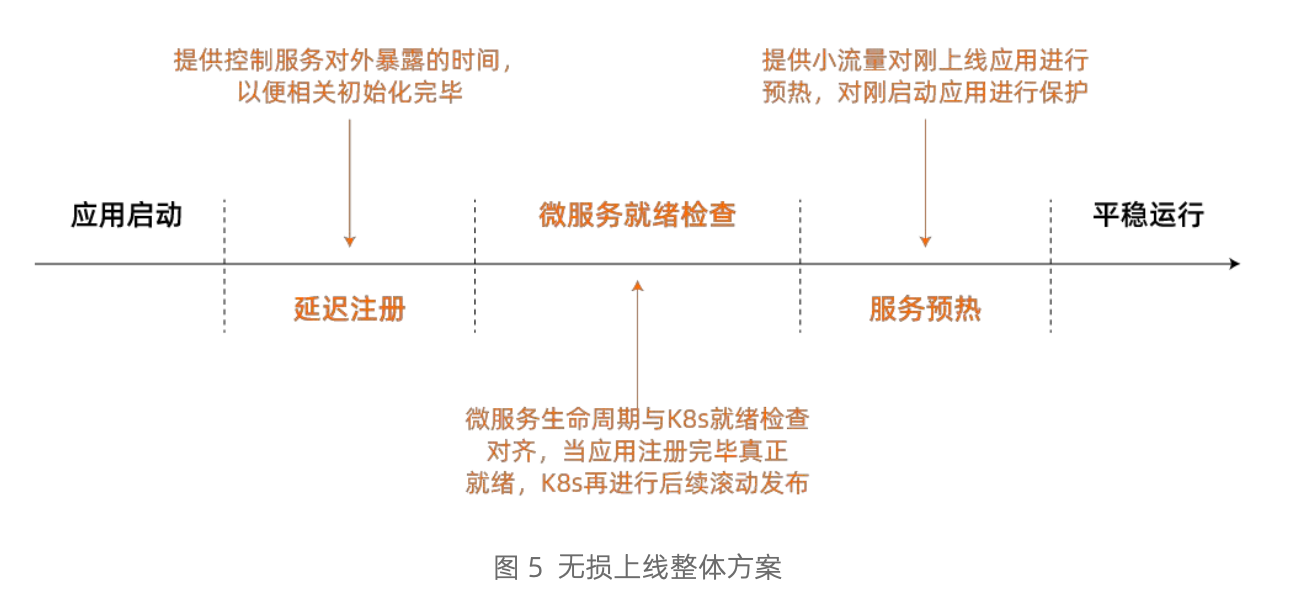 提供控制服务对外暴露的时间，
以便相关初始化完毕
提供小流量对刚上线应用进行
预热，对刚启动应用进行保护
应用启动
微服务就绪检查
平稳运行
延迟注册
服务预热
微服务生命周期与K8s就绪检查
对齐，当应用注册完毕真正
就绪，K8s再进行后续滚动发布
图 5 无损上线整体方案